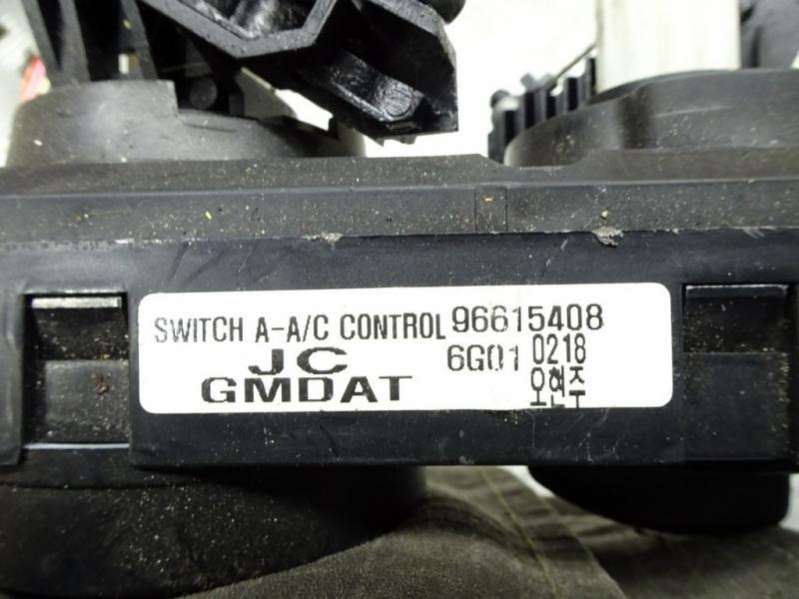 SWITCH A-A/C CONTROL 96615408
JC 6G01 0218
GMDAT 오현주